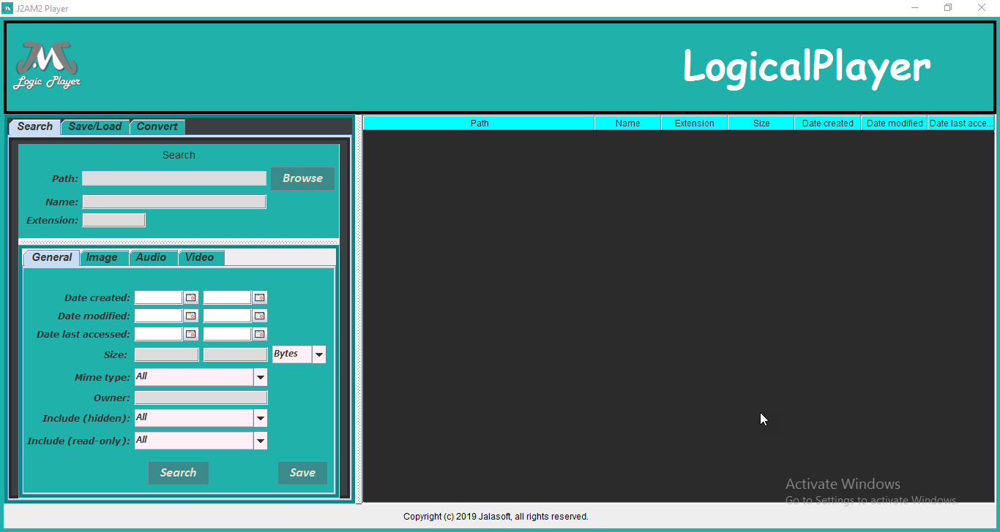 J2AM2 Player
Logic Player
LogicalPlayer
Search Save/Load Convert
Search
Path: Browse
Name:
Extension:
General Image Audio Video
Date created:
Date modified:
Date last accessed:
Size: Bytes
Mime type: All
Owner:
Include (hidden): All
Include (read-only): All
Search Save
Path Name Extension Size Date created Date modified Date last acce...
Activate Windows
Go to Settings to activate Windows.
Copyright (c) 2019 Jalasoft, all rights reserved.